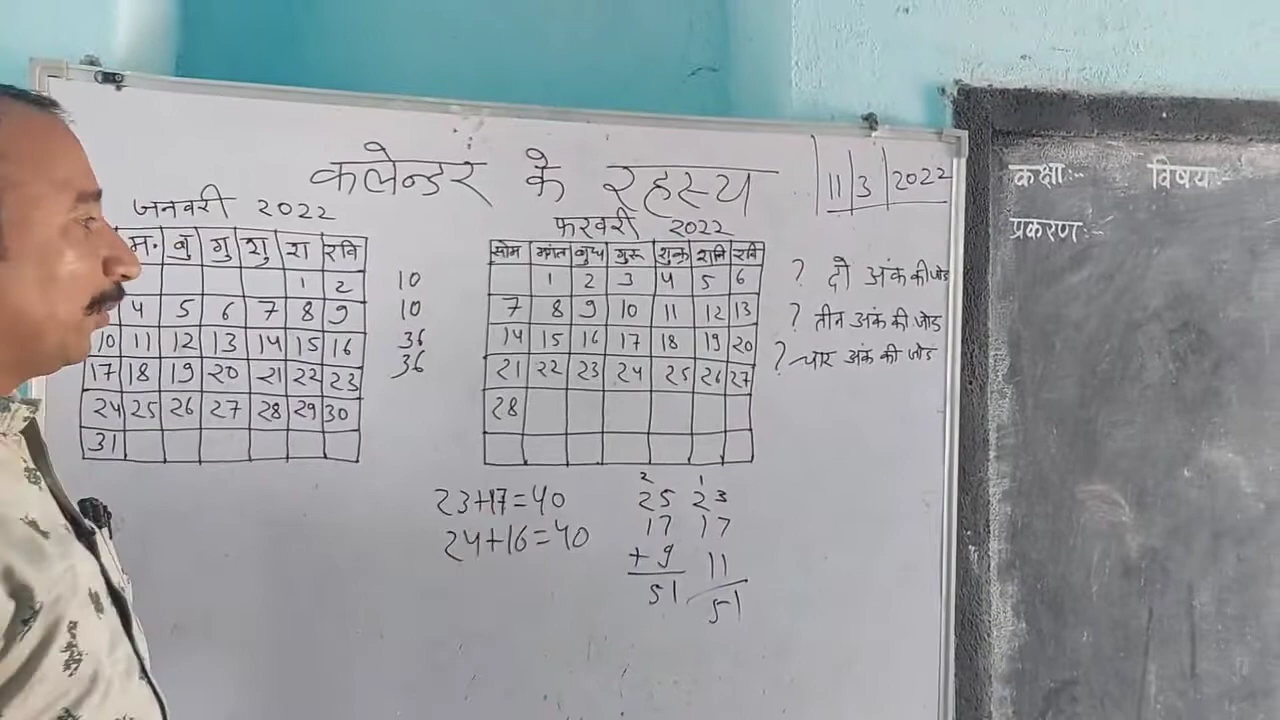 कलेन्डर के रहस्य 11/3/2022
जनवरी 2022
म. बु गु शु श रवि
1 2
4 5 6 7 8 9
10 11 12 13 14 15 16
17 18 19 20 21 22 23
24 25 26 27 28 29 30
31
10
10
36
36
फरवरी 2022
सोम मंगल बुध गुरू शुक्र शनि रवि
1 2 3 4 5 6
7 8 9 10 11 12 13
14 15 16 17 18 19 20
21 22 23 24 25 26 27
28
? दो अंक की जोड
? तीन अंक की जोड
? चार अंक की जोड
23+17=40
24+16=40
2 1
25 23
17 17
+9 11
51 51
कक्षा:- विषय:-
प्रकरण:-